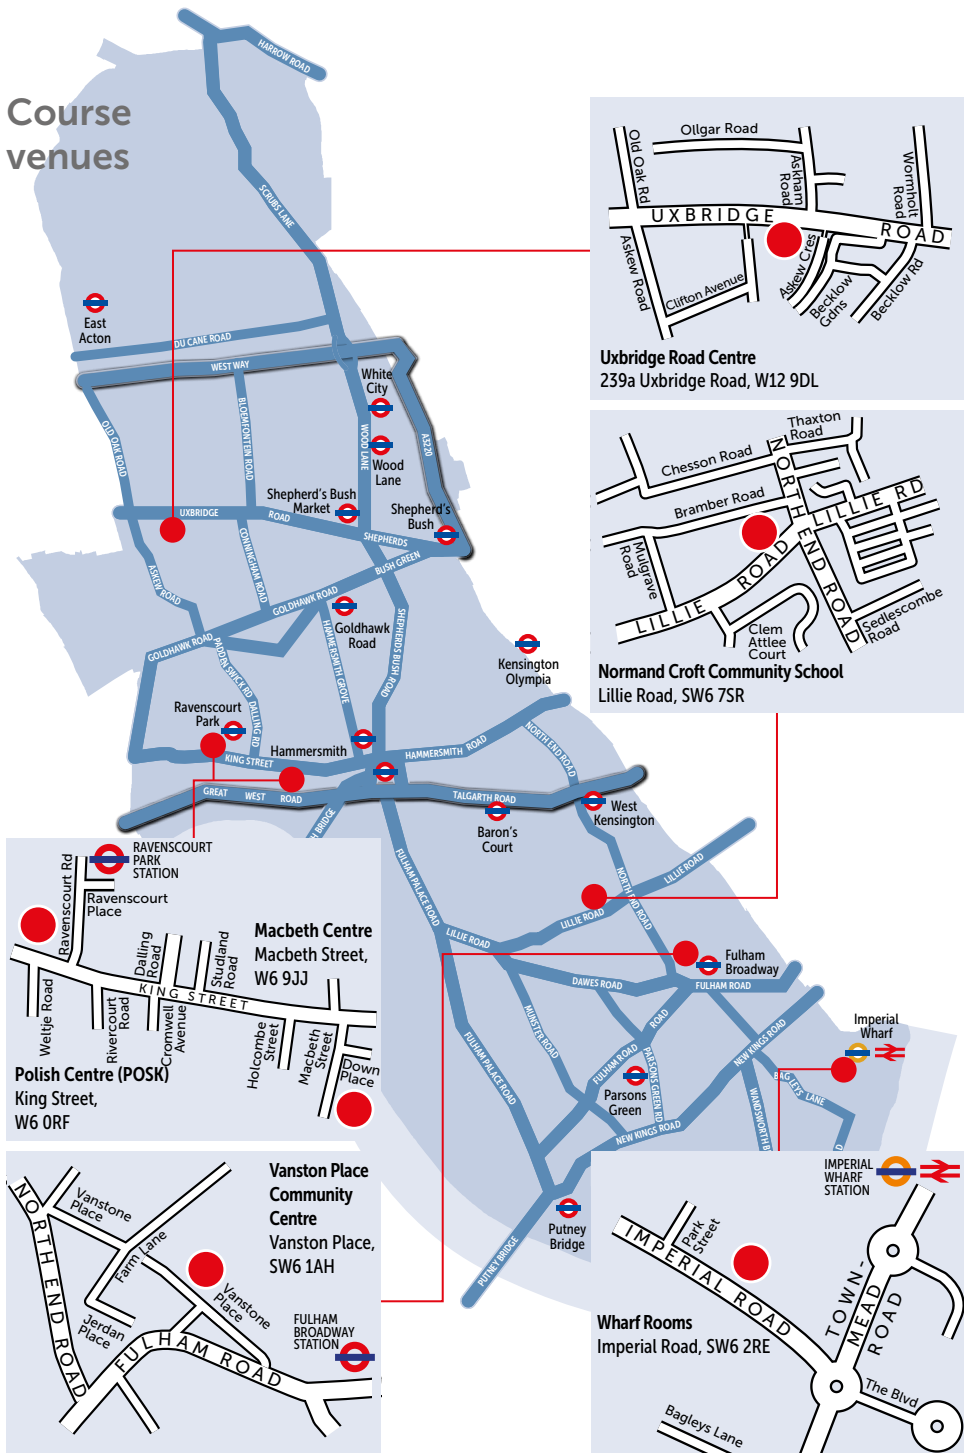 Course
venues
HARROW ROAD
SCRUBS LANE
East
Acton
DU CANE ROAD
WEST WAY
White
City
OLD OAK ROAD
BLOEMFONTEIN ROAD
WOOD LANE
A3220
Wood
Lane
Shepherd's Bush
Market
Shepherd's
Bush
UXBRIDGE
ROAD
SHEPHERDS
BUSH GREEN
CONNINGHAM ROAD
ASKEW ROAD
GOLDHAWK ROAD
Goldhawk
Road
GOLDHAWK ROAD
PADDENSWICK RD
DALLING RD
HAMMERSMITH GROVE
SHEPHERDS BUSH ROAD
Kensington
Olympia
Ravenscourt
Park
Hammersmith
KING STREET
HAMMERSMITH ROAD
NORTH END ROAD
GREAT WEST ROAD
TALGARTH ROAD
West
Kensington
Baron's
Court
H BRIDGE
FULHAM PALACE ROAD
LILLIE ROAD
LILLIE ROAD
LILLIE ROAD
NORTH END ROAD
Fulham
Broadway
FULHAM ROAD
DAWES ROAD
MUNSTER ROAD
FULHAM PALACE ROAD
FULHAM ROAD
PARSONS GREEN RD
Parsons
Green
NEW KINGS ROAD
NEW KINGS ROAD
Imperial
Wharf
BAGLEYS LANE
WANDSWORTH B
D
Putney
Bridge
PUTNEY BRIDGE
Ollgar Road
Old Oak Rd
Askham
Road
Wormholt
Road
UXBRIDGE
ROAD
Askew Road
Clifton Avenue
Askew Cres
Becklow
Gdns
Becklow Rd
Uxbridge Road Centre
239a Uxbridge Road, W12 9DL
Thaxton
Road
Chesson Road
NORTH END ROAD
Bramber Road
LILLIE RD
Mulgrave
Road
LILLIE ROAD
Clem
Attlee
Court
Sedlescombe
Road
Normand Croft Community School
Lillie Road, SW6 7SR
RAVENSCOURT
PARK
STATION
Ravenscourt Rd
Ravenscourt
Place
Dalling
Road
Studland
Road
Macbeth Centre
Macbeth Street,
W6 9JJ
KING STREET
Weltje Road
Rivercourt
Road
Cromwell
Avenue
Holcombe
Street
Macbeth
Street
Down
Place
Polish Centre (POSK)
King Street,
W6 0RF
Vanstone
Place
Farm Lane
NORTH END ROAD
Jerdan
Place
Vanstone
Place
FULHAM ROAD
Vanston Place
Community
Centre
Vanston Place,
SW6 1AH
FULHAM
BROADWAY
STATION
IMPERIAL
WHARF
STATION
Park
Street
IMPERIAL ROAD
TOWN-
MEAD
ROAD
Wharf Rooms
Imperial Road, SW6 2RE
The Blvd
Bagleys Lane